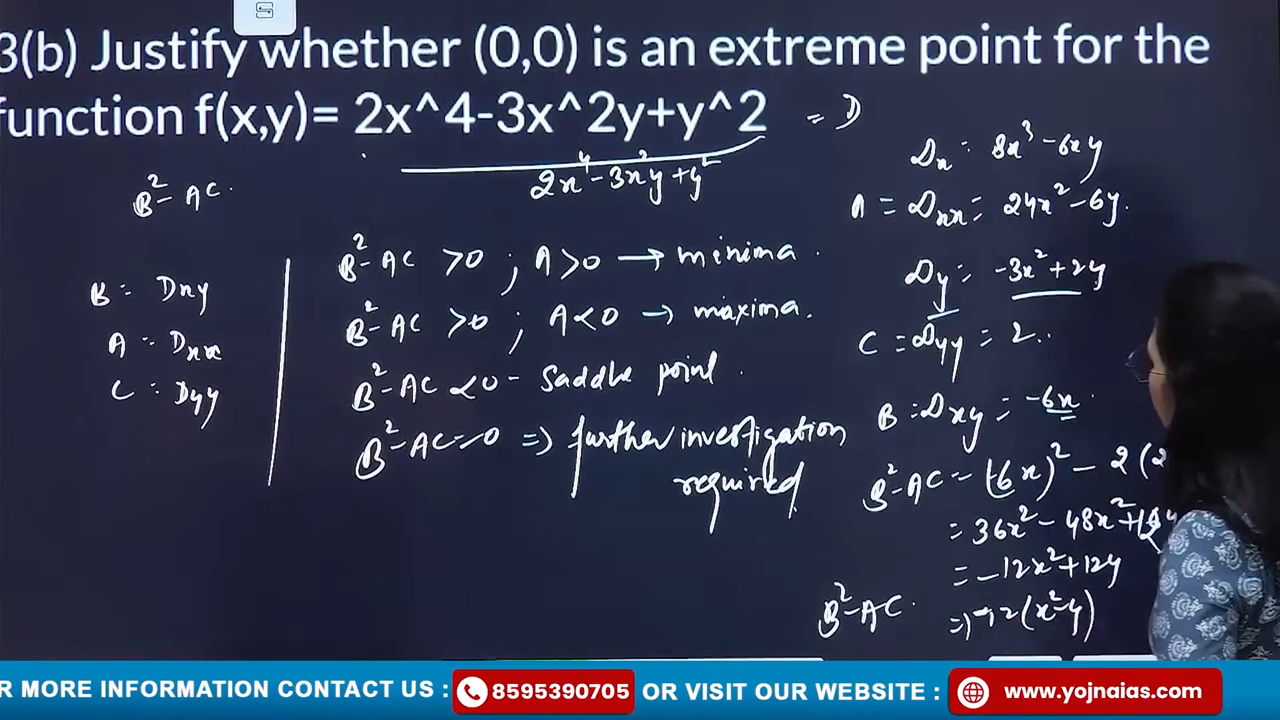 3(b) Justify whether (0,0) is an extreme point for the
function f(x,y)= 2x^4-3x^2y+y^2 = D
2x⁴-3x²y+y²
B²-AC.
B = Dxy
A = Dxx
C = Dyy
B²-AC >0 ; A>0 → minima.
B²-AC >0 ; A<0 → maxima.
B²-AC <0 - Saddle point.
B²-AC=0 => further investigation
required.
Dx = 8x³-6xy
A = Dxx = 24x²-6y.
Dy = -3x²+2y
C = Dyy = 2..
B = Dxy = -6x.
B²-AC = (-6x)² - 2(2
= 36x²-48x²+12y
= -12x²+12y
B²-AC. => -12(x²-y)
R MORE INFORMATION CONTACT US : 8595390705 OR VISIT OUR WEBSITE : www.yojnaias.com